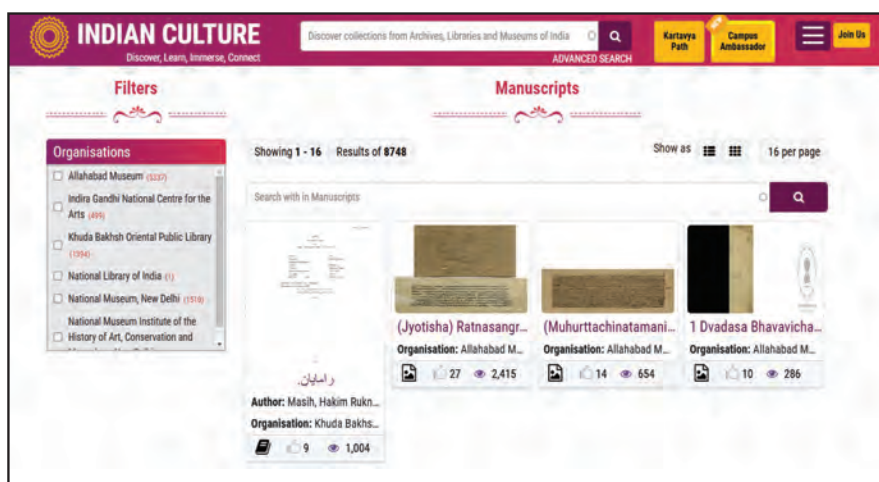 INDIAN CULTURE
Discover, Learn, Immerse, Connect
Discover collections from Archives, Libraries and Museums of India
ADVANCED SEARCH
Kartavya Path
NEW
Campus Ambassador
Join Us
Filters
Manuscripts
Organisations
Allahabad Museum
Indira Gandhi National Centre for the
Arts (499)
Khuda Bakhsh Oriental Public Library
National Library of India (1)
National Museum, New Delhi
National Museum Institute of the
History of Art, Conservation and
Showing 1 - 16 Results of 8748
Show as
16 per page
Search with in Manuscripts
رامایان.
Author: Masih, Hakim Rukn...
Organisation: Khuda Bakhs...
9 1,004
(Jyotisha) Ratnasangr...
Organisation: Allahabad M...
27 2,415
(Muhurttachinatamani...
Organisation: Allahabad M...
14 654
1 Dvadasa Bhavavicha...
Organisation: Allahabad M...
10 286